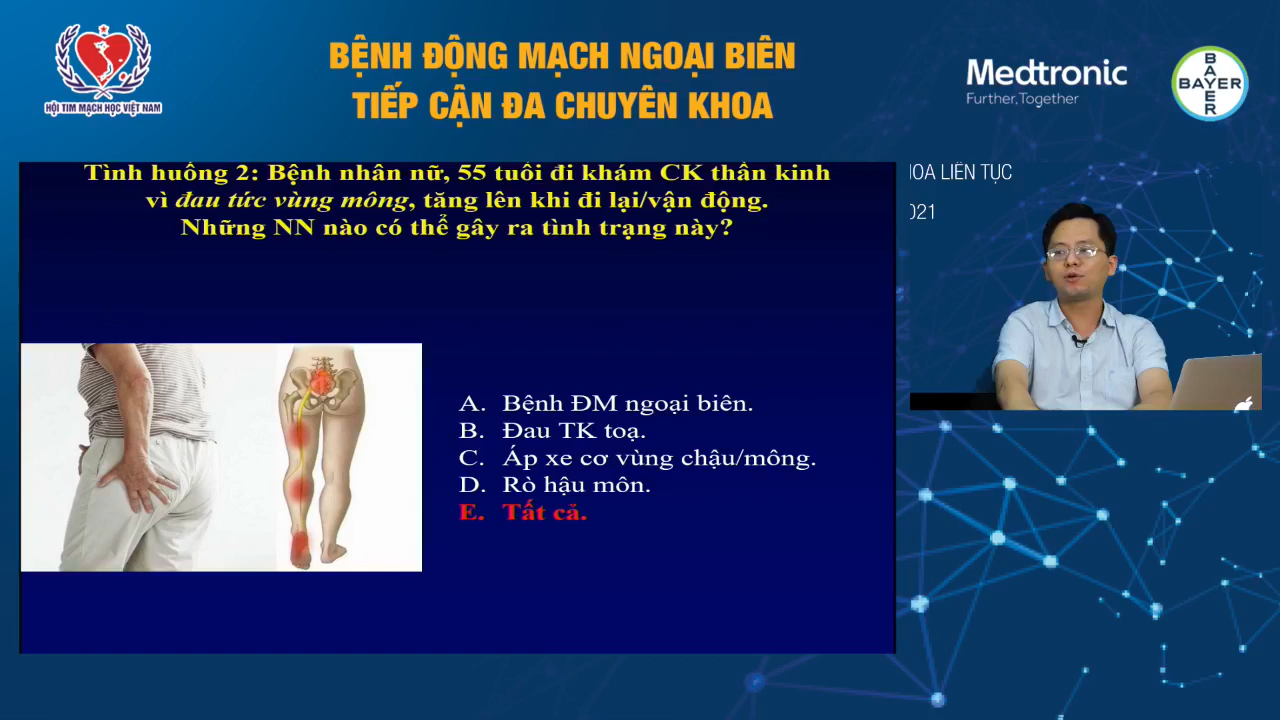 HỘI TIM MẠCH HỌC VIỆT NAM
BỆNH ĐỘNG MẠCH NGOẠI BIÊN
TIẾP CẬN ĐA CHUYÊN KHOA
Medtronic
Further, Together
BAYER
BAYER
Tình huống 2: Bệnh nhân nữ, 55 tuổi đi khám CK thần kinh
vì đau tức vùng mông, tăng lên khi đi lại/vận động.
Những NN nào có thể gây ra tình trạng này?
A. Bệnh ĐM ngoại biên.
B. Đau TK toạ.
C. Áp xe cơ vùng chậu/mông.
D. Rò hậu môn.
E. Tất cả.
HOA LIÊN TỤC
021